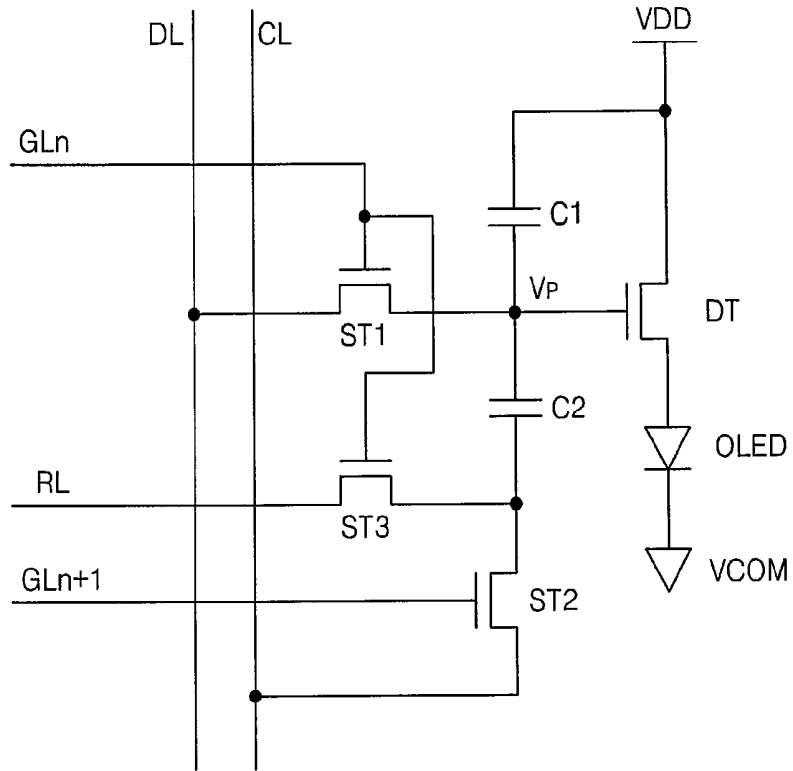 DL
CL
VDD
GLn
C1
VP
DT
ST1
C2
OLED
RL
ST3
GLn+1
ST2
VCOM